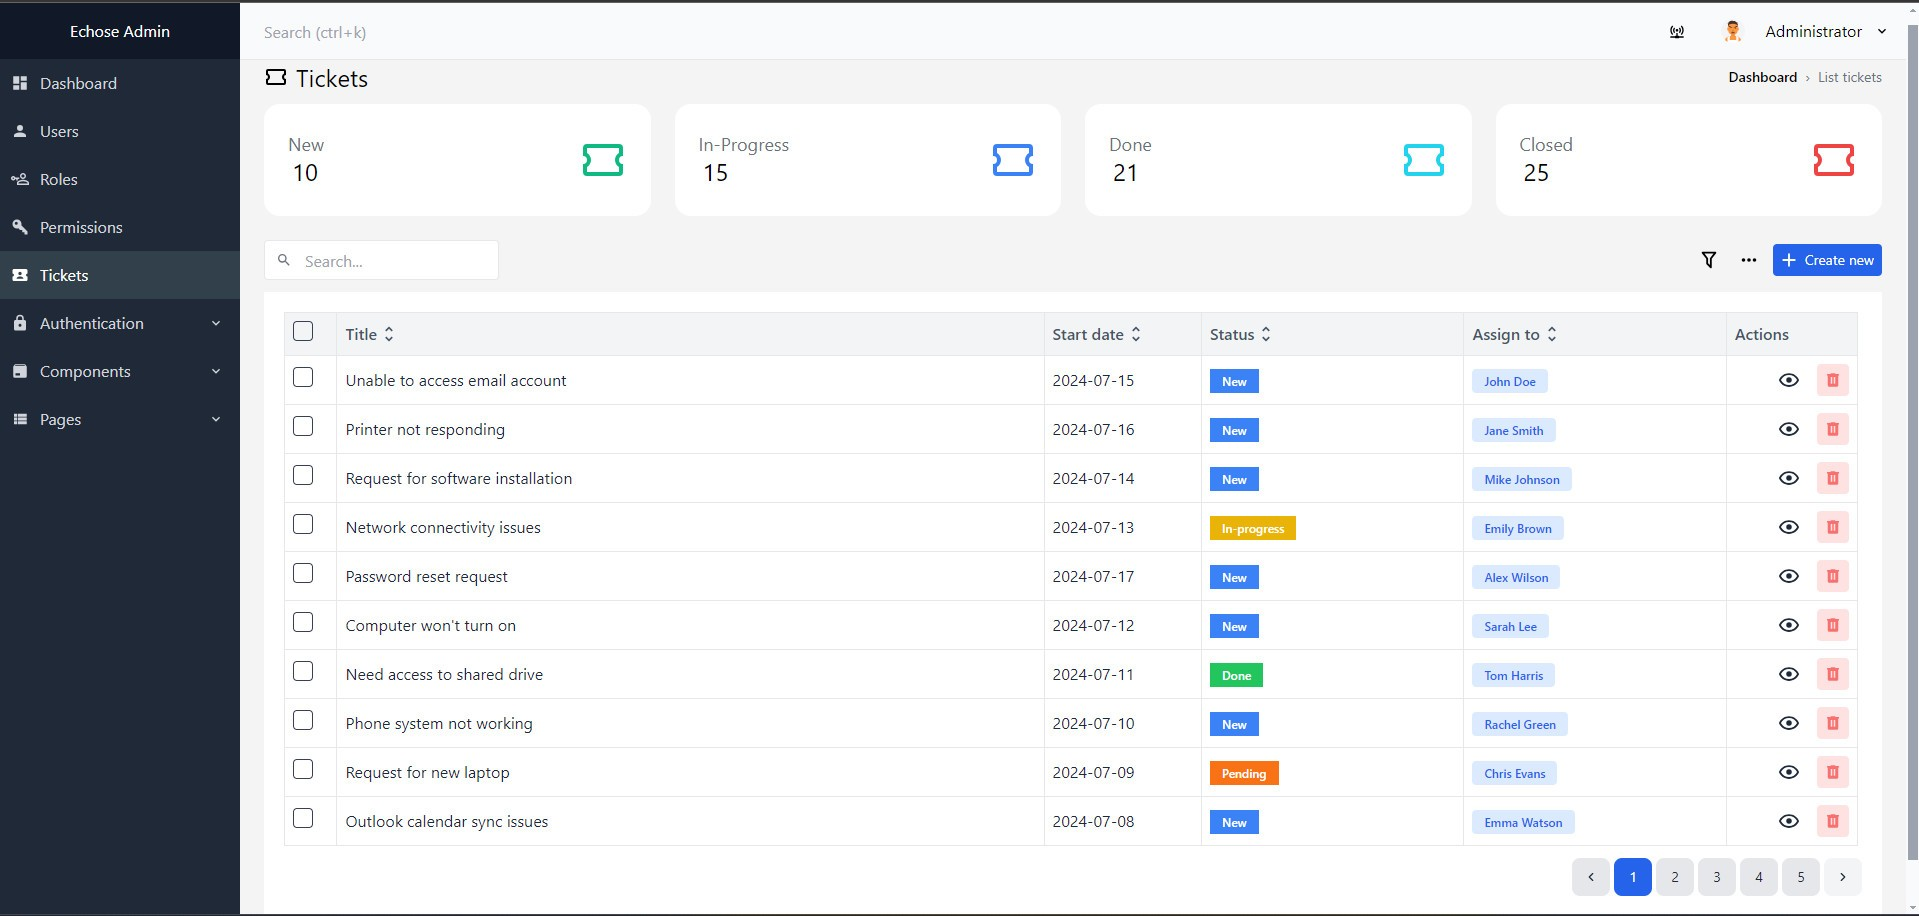 Echose Admin
Search (ctrl+k)
Administrator
Dashboard
Users
Roles
Permissions
Tickets
Authentication
Components
Pages
Tickets
Dashboard › List tickets
New
10
In-Progress
15
Done
21
Closed
25
Search...
Create new
Title Start date Status Assign to Actions
Unable to access email account 2024-07-15 New John Doe
Printer not responding 2024-07-16 New Jane Smith
Request for software installation 2024-07-14 New Mike Johnson
Network connectivity issues 2024-07-13 In-progress Emily Brown
Password reset request 2024-07-17 New Alex Wilson
Computer won't turn on 2024-07-12 New Sarah Lee
Need access to shared drive 2024-07-11 Done Tom Harris
Phone system not working 2024-07-10 New Rachel Green
Request for new laptop 2024-07-09 Pending Chris Evans
Outlook calendar sync issues 2024-07-08 New Emma Watson
‹ 1 2 3 4 5 ›